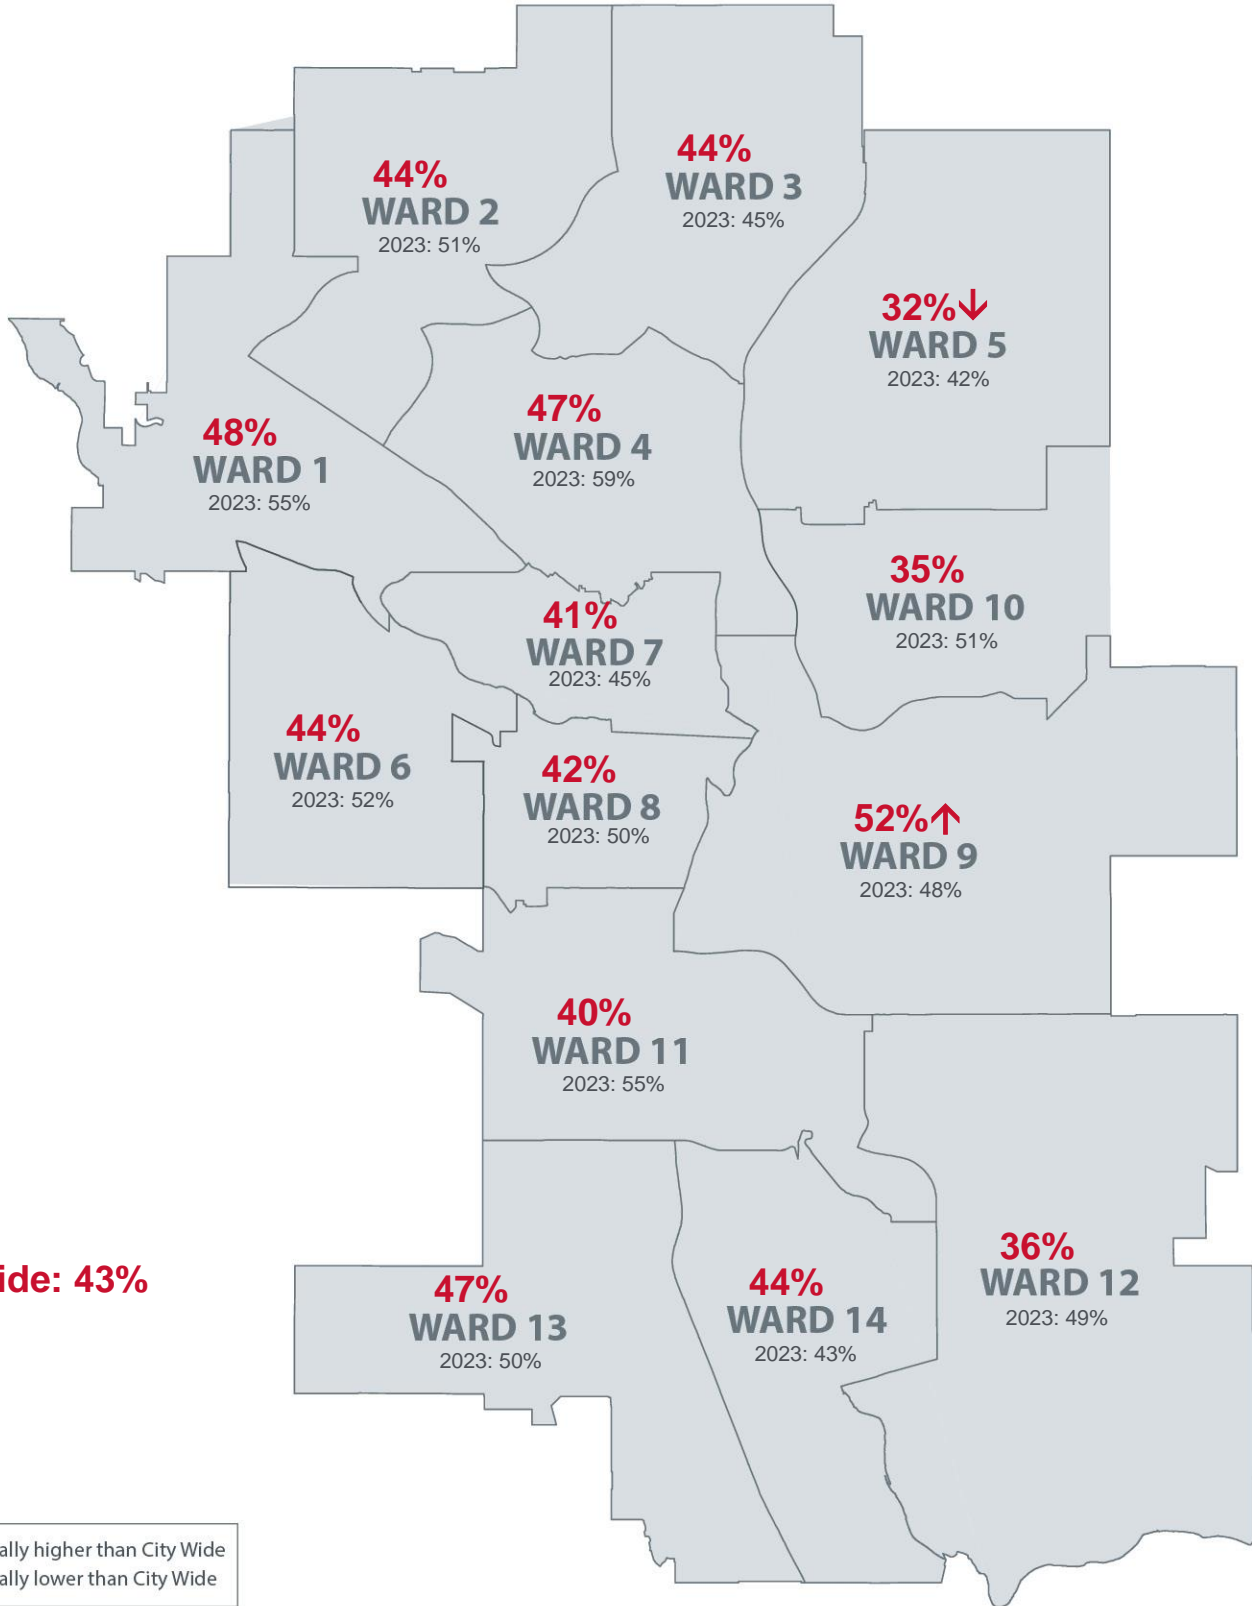 44%
WARD 2
2023: 51%
44%
WARD 3
2023: 45%
32%↓
WARD 5
2023: 42%
48%
WARD 1
2023: 55%
47%
WARD 4
2023: 59%
35%
WARD 10
2023: 51%
41%
WARD 7
2023: 45%
44%
WARD 6
2023: 52%
42%
WARD 8
2023: 50%
52%↑
WARD 9
2023: 48%
40%
WARD 11
2023: 55%
36%
WARD 12
2023: 49%
ide: 43%
47%
WARD 13
2023: 50%
44%
WARD 14
2023: 43%
ally higher than City Wide
ally lower than City Wide